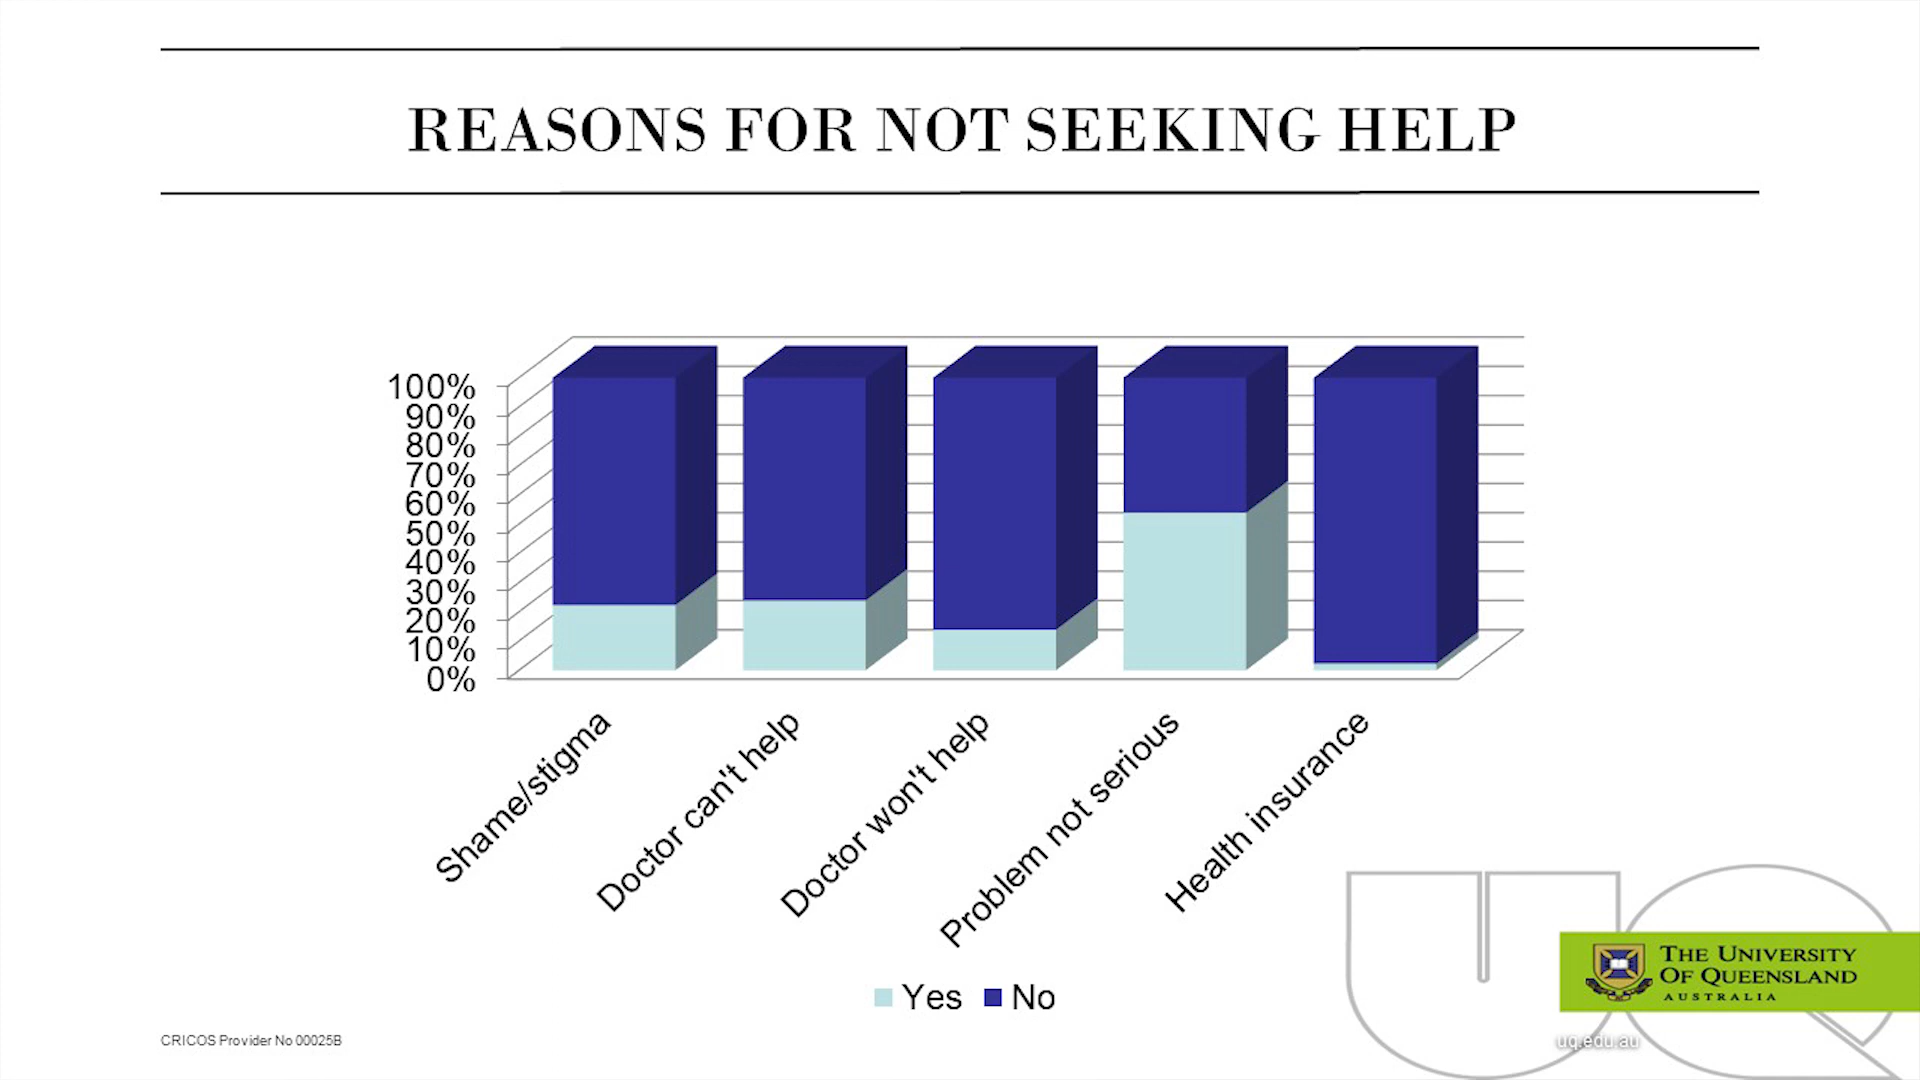 REASONS FOR NOT SEEKING HELP
100%
90%
80%
70%
60%
50%
40%
30%
20%
10%
0%
Shame/stigma
Doctor can't help
Doctor won't help
Problem not serious
Health insurance
Yes No
UQ
THE UNIVERSITY
OF QUEENSLAND
AUSTRALIA
CRICOS Provider No 00025B
uq.edu.au